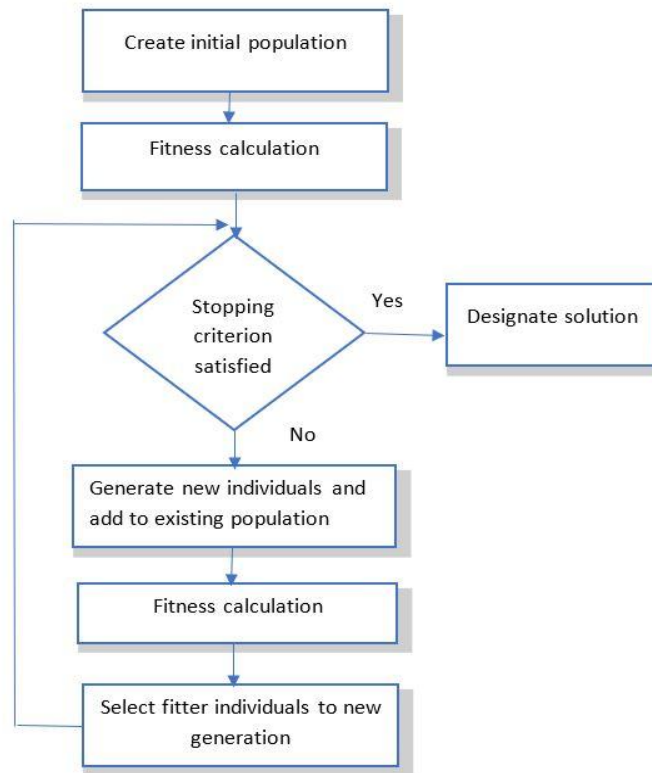 Create initial population
Fitness calculation
Stopping
criterion
satisfied
Yes
Designate solution
No
Generate new individuals and
add to existing population
Fitness calculation
Select fitter individuals to new
generation